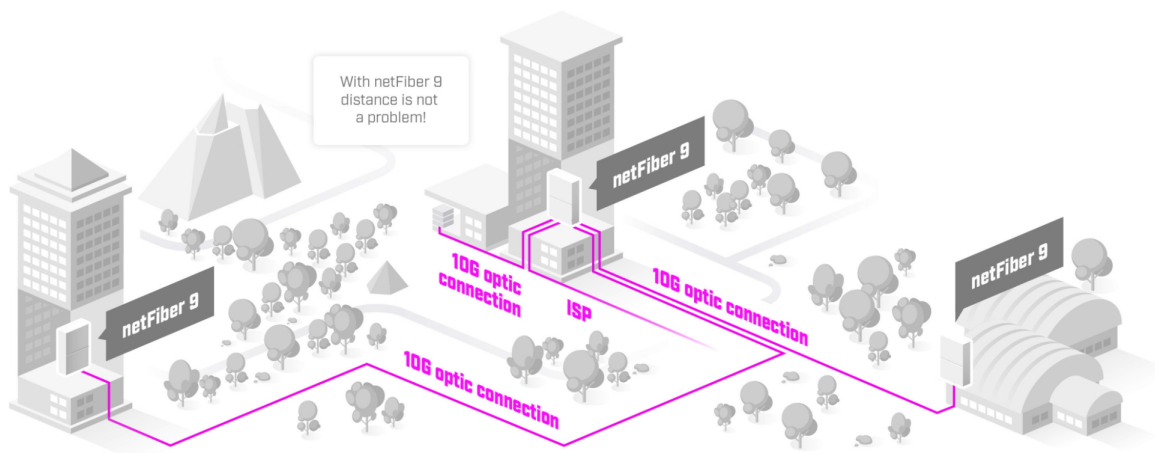 With netFiber 9
distance is not
a problem!
netFiber 9
netFiber 9
netFiber 9
10G optic
connection
ISP
10G optic connection
10G optic connection